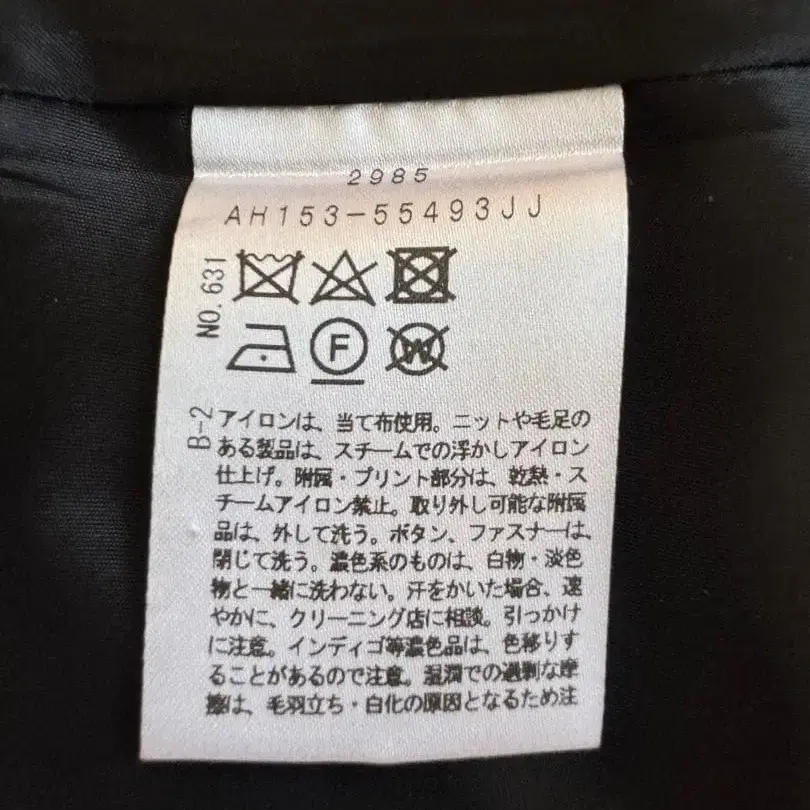 2985
AH153-55493JJ
NO.631
F
W
B-2
アイロンは、当て布使用。ニットや毛足の
ある製品は、スチームでの浮かしアイロン
仕上げ。附属・プリント部分は、乾熱・ス
チームアイロン禁止。取り外し可能な附属
品は、外して洗う。ボタン、ファスナーは、
閉じて洗う。濃色系のものは、白物・淡色
物と一緒に洗わない。汗をかいた場合、速
やかに、クリーニング店に相談。引っかけ
に注意。インディゴ等濃色品は、色移りす
ることがあるので注意。湿潤での過剰な摩
擦は、毛羽立ち・白化の原因となるため注